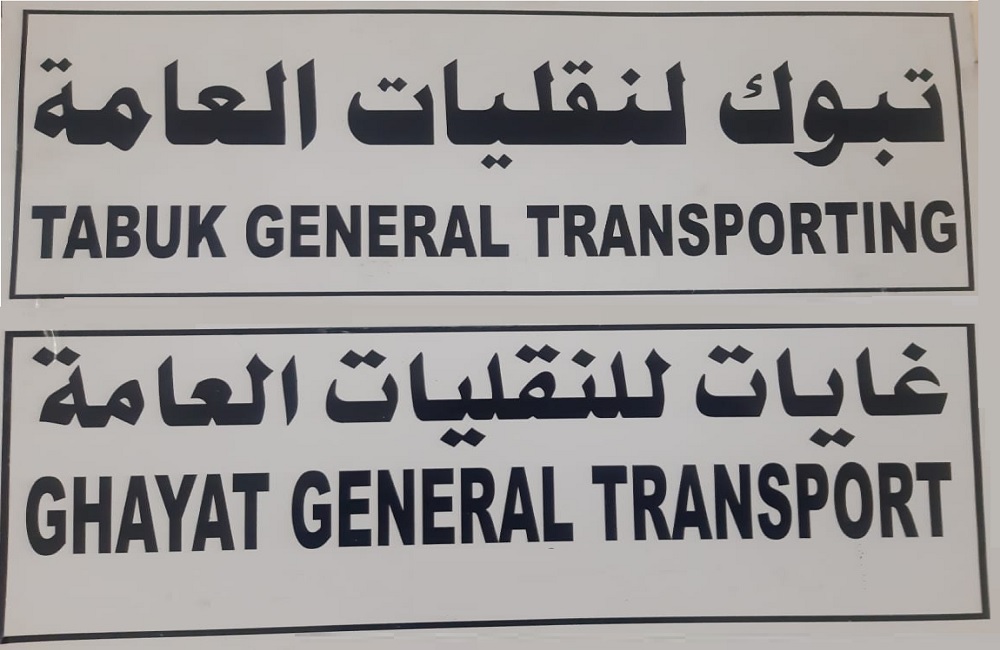 تبوك لنقليات العامة
TABUK GENERAL TRANSPORTING
غايات للنقليات العامة
GHAYAT GENERAL TRANSPORT